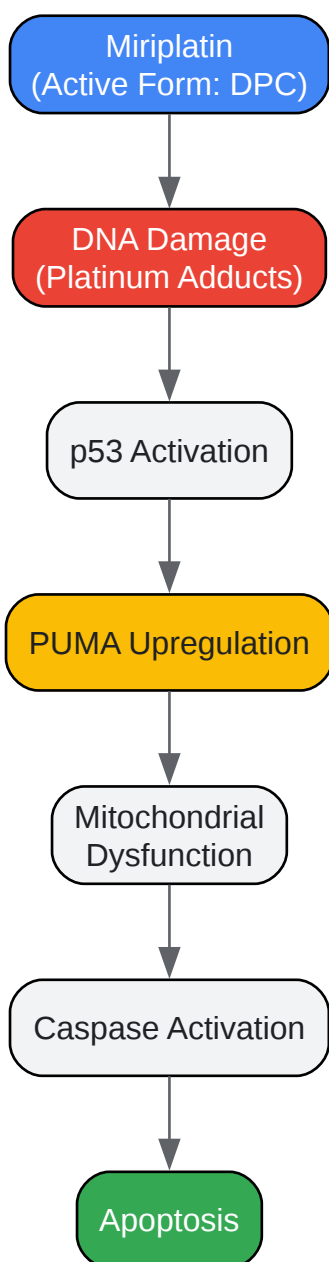 Miriplatin
(Active Form: DPC)
DNA Damage
(Platinum Adducts)
p53 Activation
PUMA Upregulation
Mitochondrial
Dysfunction
Caspase Activation
Apoptosis